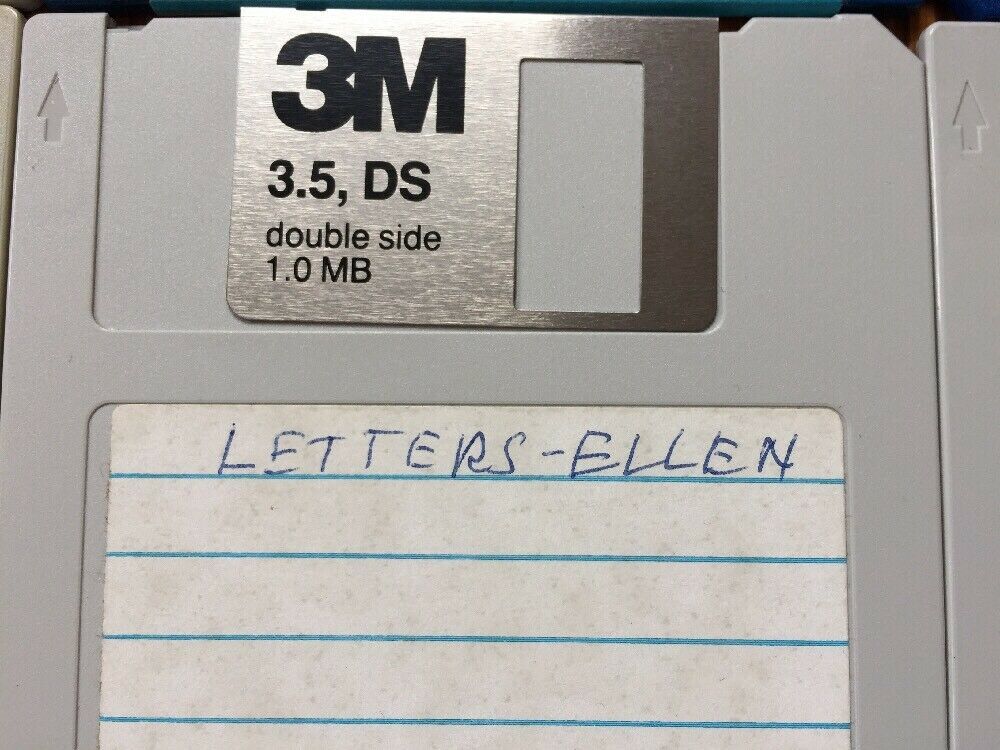 3M
3.5, DS
double side
1.0 MB
LETTERS-ELLEN